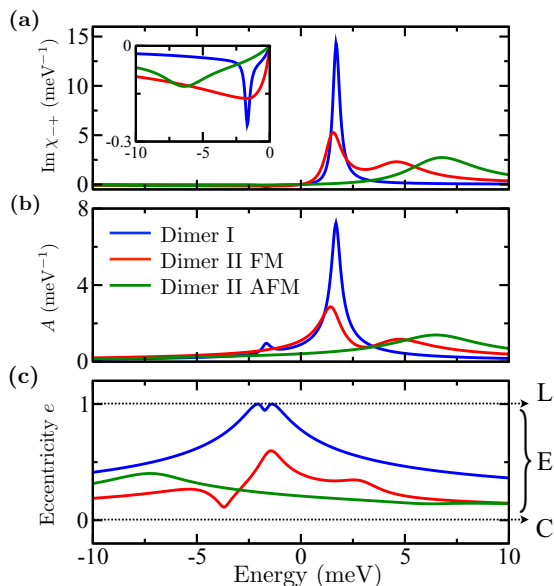 (a)
Im χ−+ (meV−1)
15
10
5
0
0
-0.3
-10
-5
0
(b)
A (meV−1)
8
4
0
Dimer I
Dimer II FM
Dimer II AFM
(c)
Eccentricity e
1
0
L
E
C
-10
-5
0
5
10
Energy (meV)